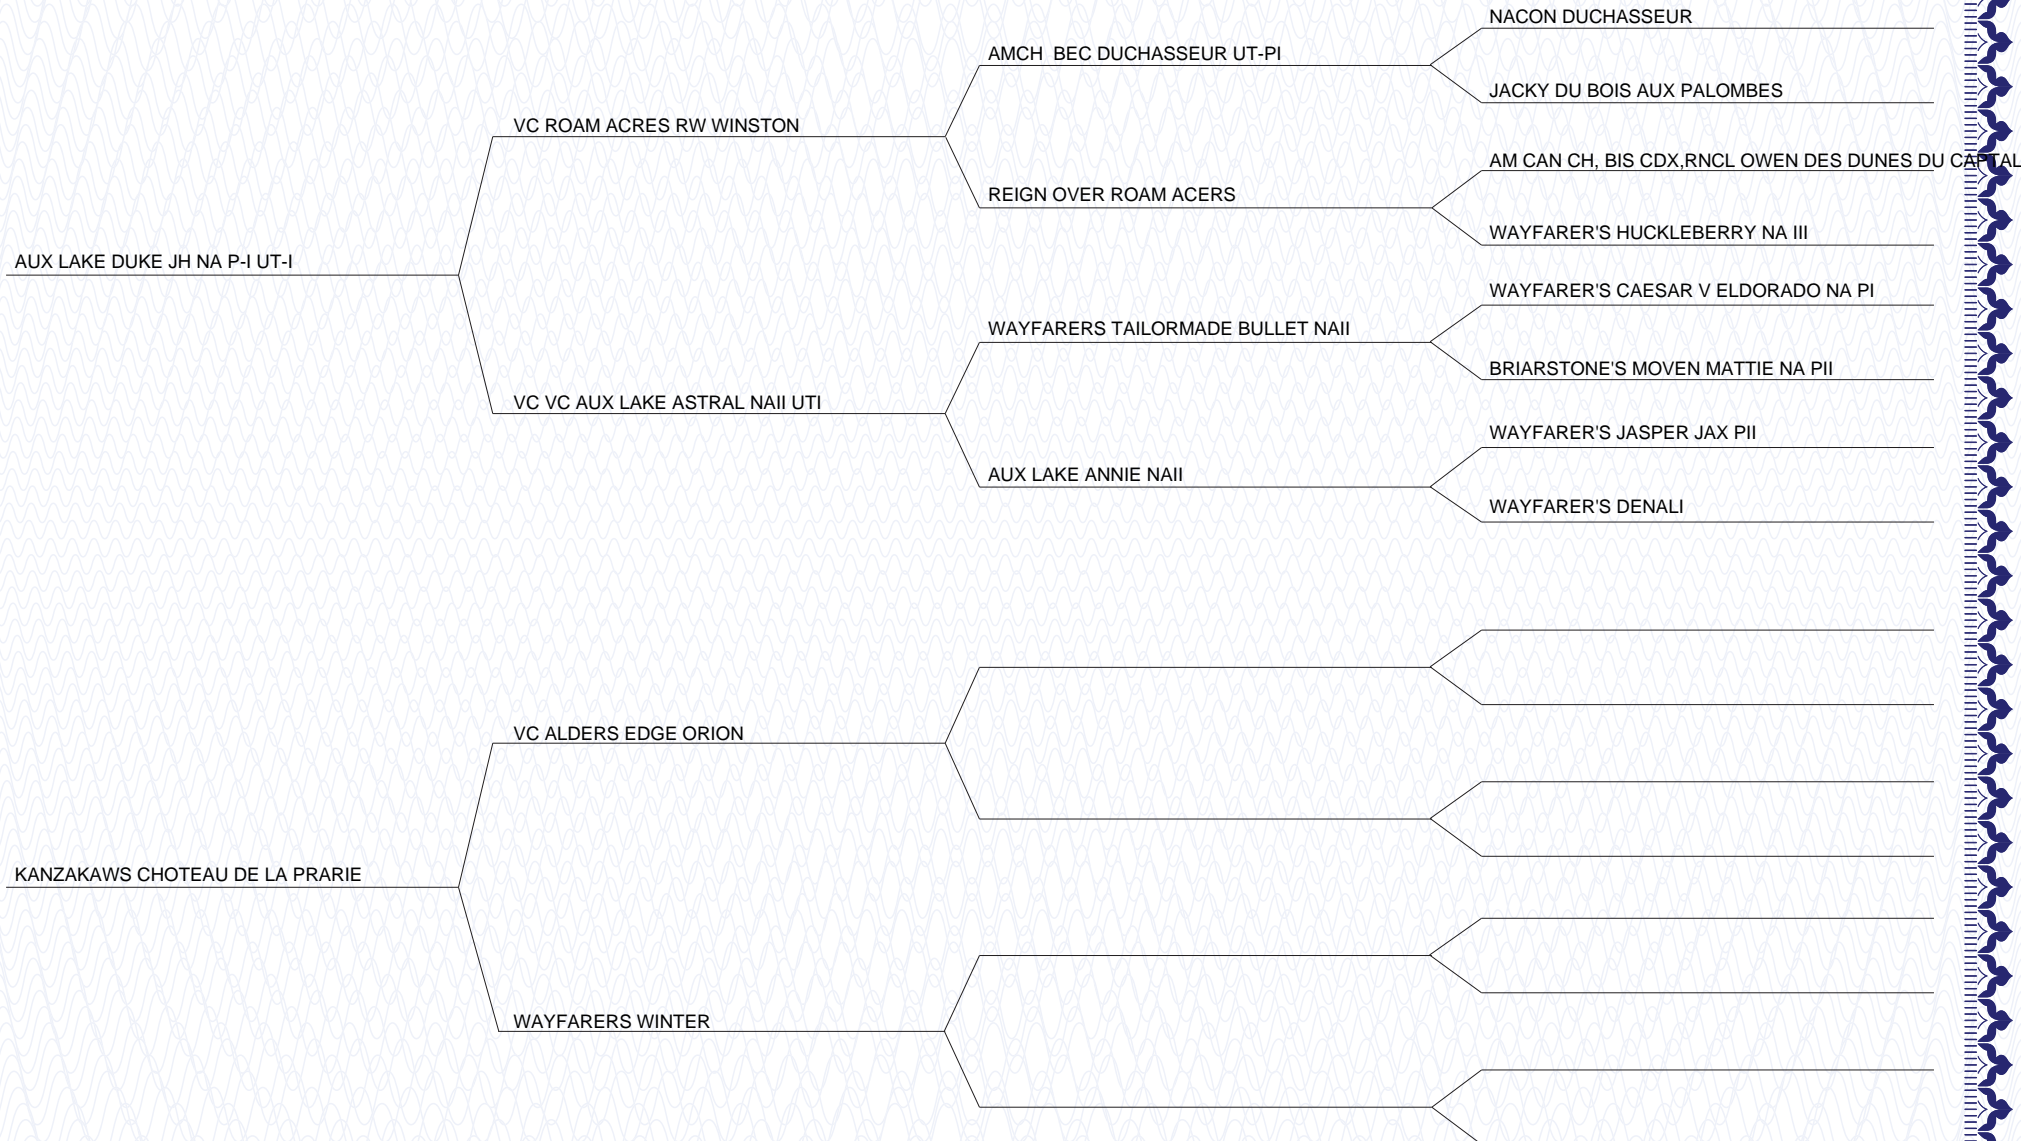 NACON DUCHASSEUR
AMCH  BEC DUCHASSEUR UT-PI
JACKY DU BOIS AUX PALOMBES
VC ROAM ACRES RW WINSTON
AM CAN CH, BIS CDX,RNCL OWEN DES DUNES DU CAPTAL
REIGN OVER ROAM ACERS
WAYFARER'S HUCKLEBERRY NA III
AUX LAKE DUKE JH NA P-I UT-I
WAYFARER'S CAESAR V ELDORADO NA PI
WAYFARERS TAILORMADE BULLET NAII
BRIARSTONE'S MOVEN MATTIE NA PII
VC VC AUX LAKE ASTRAL NAII UTI
WAYFARER'S JASPER JAX PII
AUX LAKE ANNIE NAII
WAYFARER'S DENALI
VC ALDERS EDGE ORION
KANZAKAWS CHOTEAU DE LA PRARIE
WAYFARERS WINTER